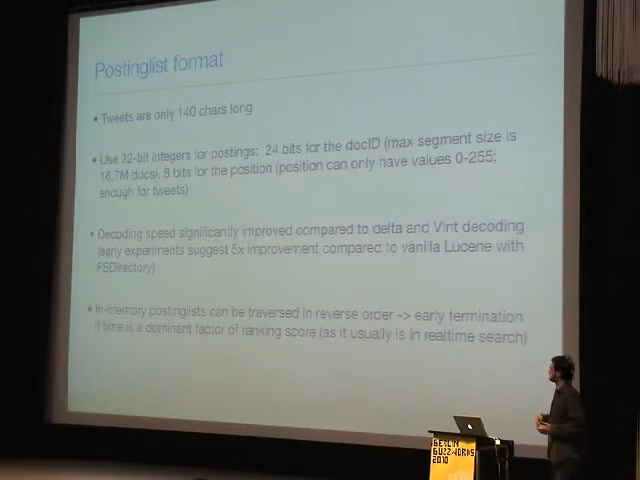 Postinglist format
• Tweets are only 140 chars long
• Use 32-bit integers for postings: 24 bits for the docID (max segment size is
16.7M docs), 8 bits for the position (position can only have values 0-255;
enough for tweets)
• Decoding speed significantly improved compared to delta and VInt decoding
(early experiments suggest 5x improvement compared to vanilla Lucene with
FSDirectory)
• In-memory postinglists can be traversed in reverse order -> early termination
if time is a dominant factor of ranking score (as it usually is in realtime search)
BERLIN
BUZZWORDS
2010